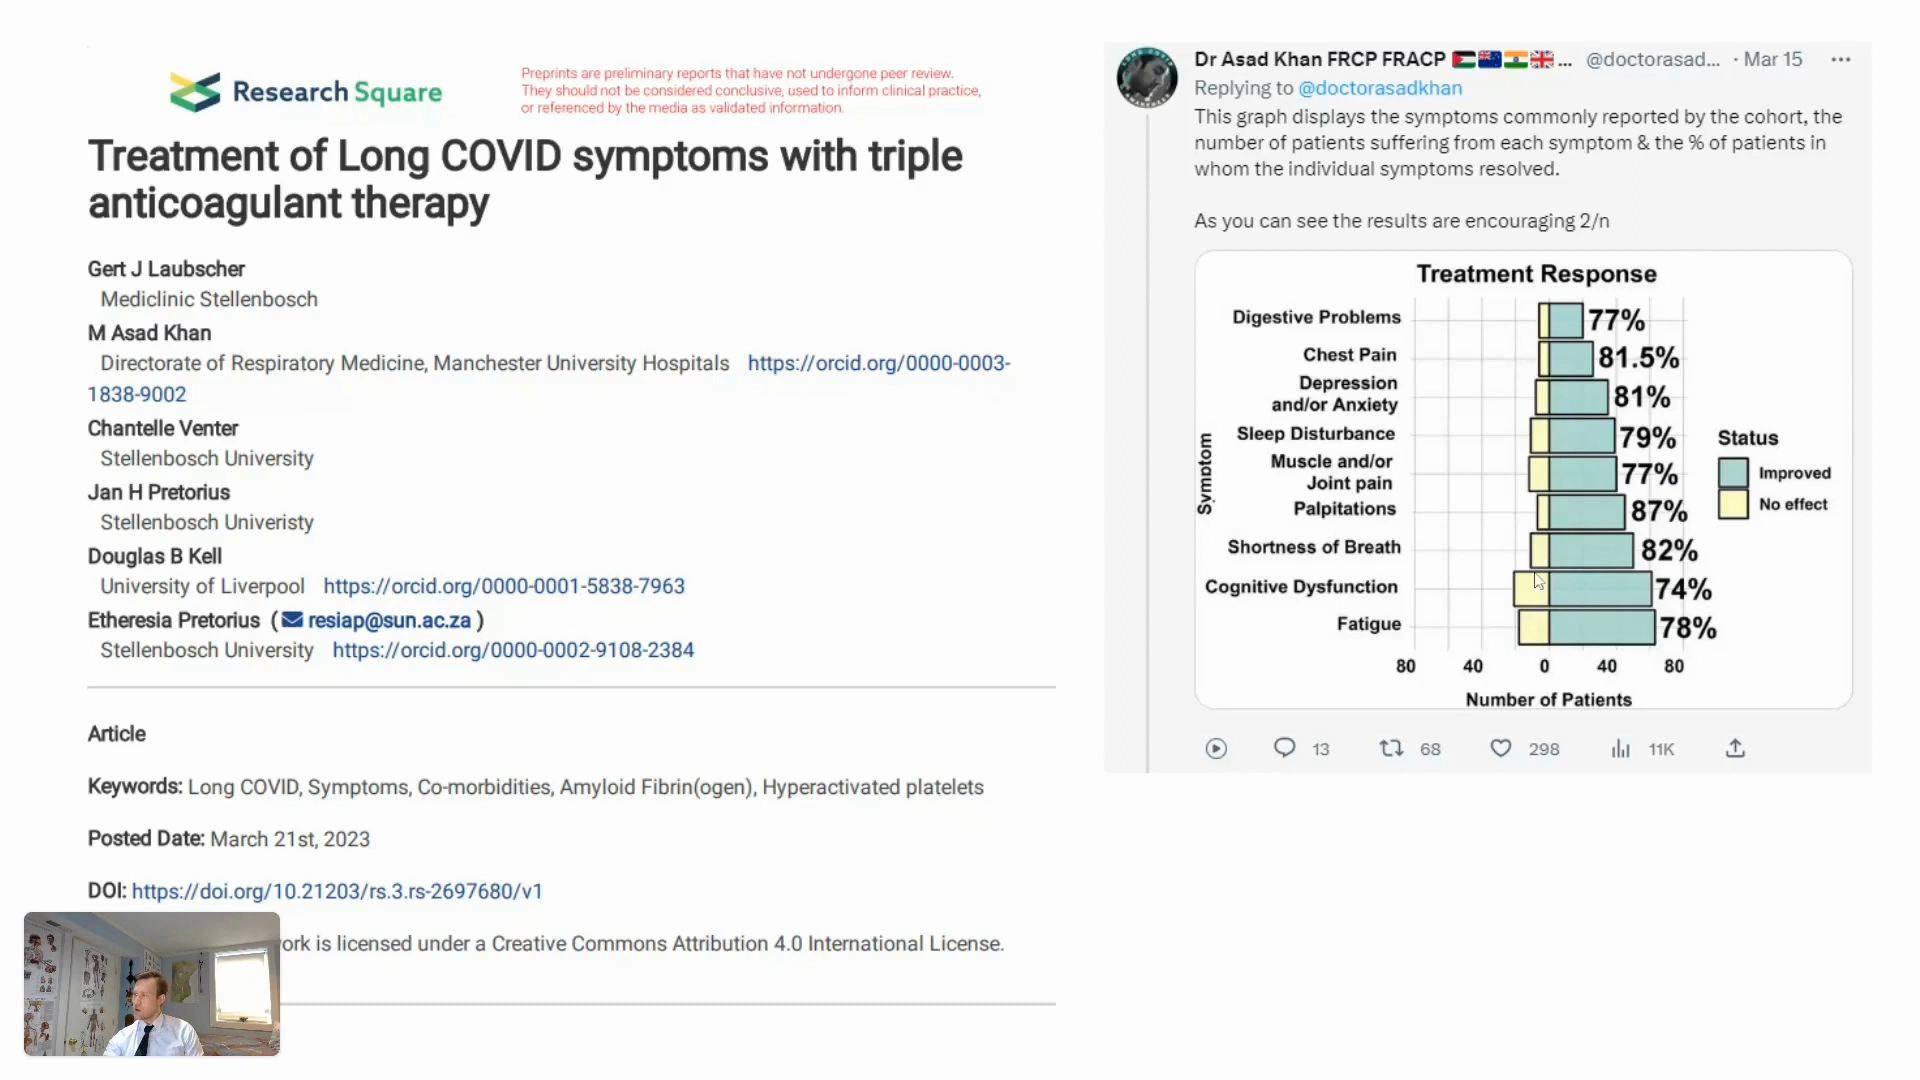 Research Square
Preprints are preliminary reports that have not undergone peer review.
They should not be considered conclusive, used to inform clinical practice,
or referenced by the media as validated information.
Treatment of Long COVID symptoms with triple
anticoagulant therapy
Gert J Laubscher
Mediclinic Stellenbosch
M Asad Khan
Directorate of Respiratory Medicine, Manchester University Hospitals https://orcid.org/0000-0003-
1838-9002
Chantelle Venter
Stellenbosch University
Jan H Pretorius
Stellenbosch Univeristy
Douglas B Kell
University of Liverpool https://orcid.org/0000-0001-5838-7963
Etheresia Pretorius ( resiap@sun.ac.za )
Stellenbosch University https://orcid.org/0000-0002-9108-2384
Article
Keywords: Long COVID, Symptoms, Co-morbidities, Amyloid Fibrin(ogen), Hyperactivated platelets
Posted Date: March 21st, 2023
DOI: https://doi.org/10.21203/rs.3.rs-2697680/v1
ork is licensed under a Creative Commons Attribution 4.0 International License.
Dr Asad Khan FRCP FRACP ... @doctorasad... · Mar 15
Replying to @doctorasadkhan
This graph displays the symptoms commonly reported by the cohort, the
number of patients suffering from each symptom & the % of patients in
whom the individual symptoms resolved.
As you can see the results are encouraging 2/n
Treatment Response
Digestive Problems 77%
Chest Pain 81.5%
Depression
and/or Anxiety 81%
Sleep Disturbance 79%
Muscle and/or
Joint pain 77%
Palpitations 87%
Shortness of Breath 82%
Cognitive Dysfunction 74%
Fatigue 78%
Symptom
80 40 0 40 80
Number of Patients
Status
Improved
No effect
13 68 298 11K